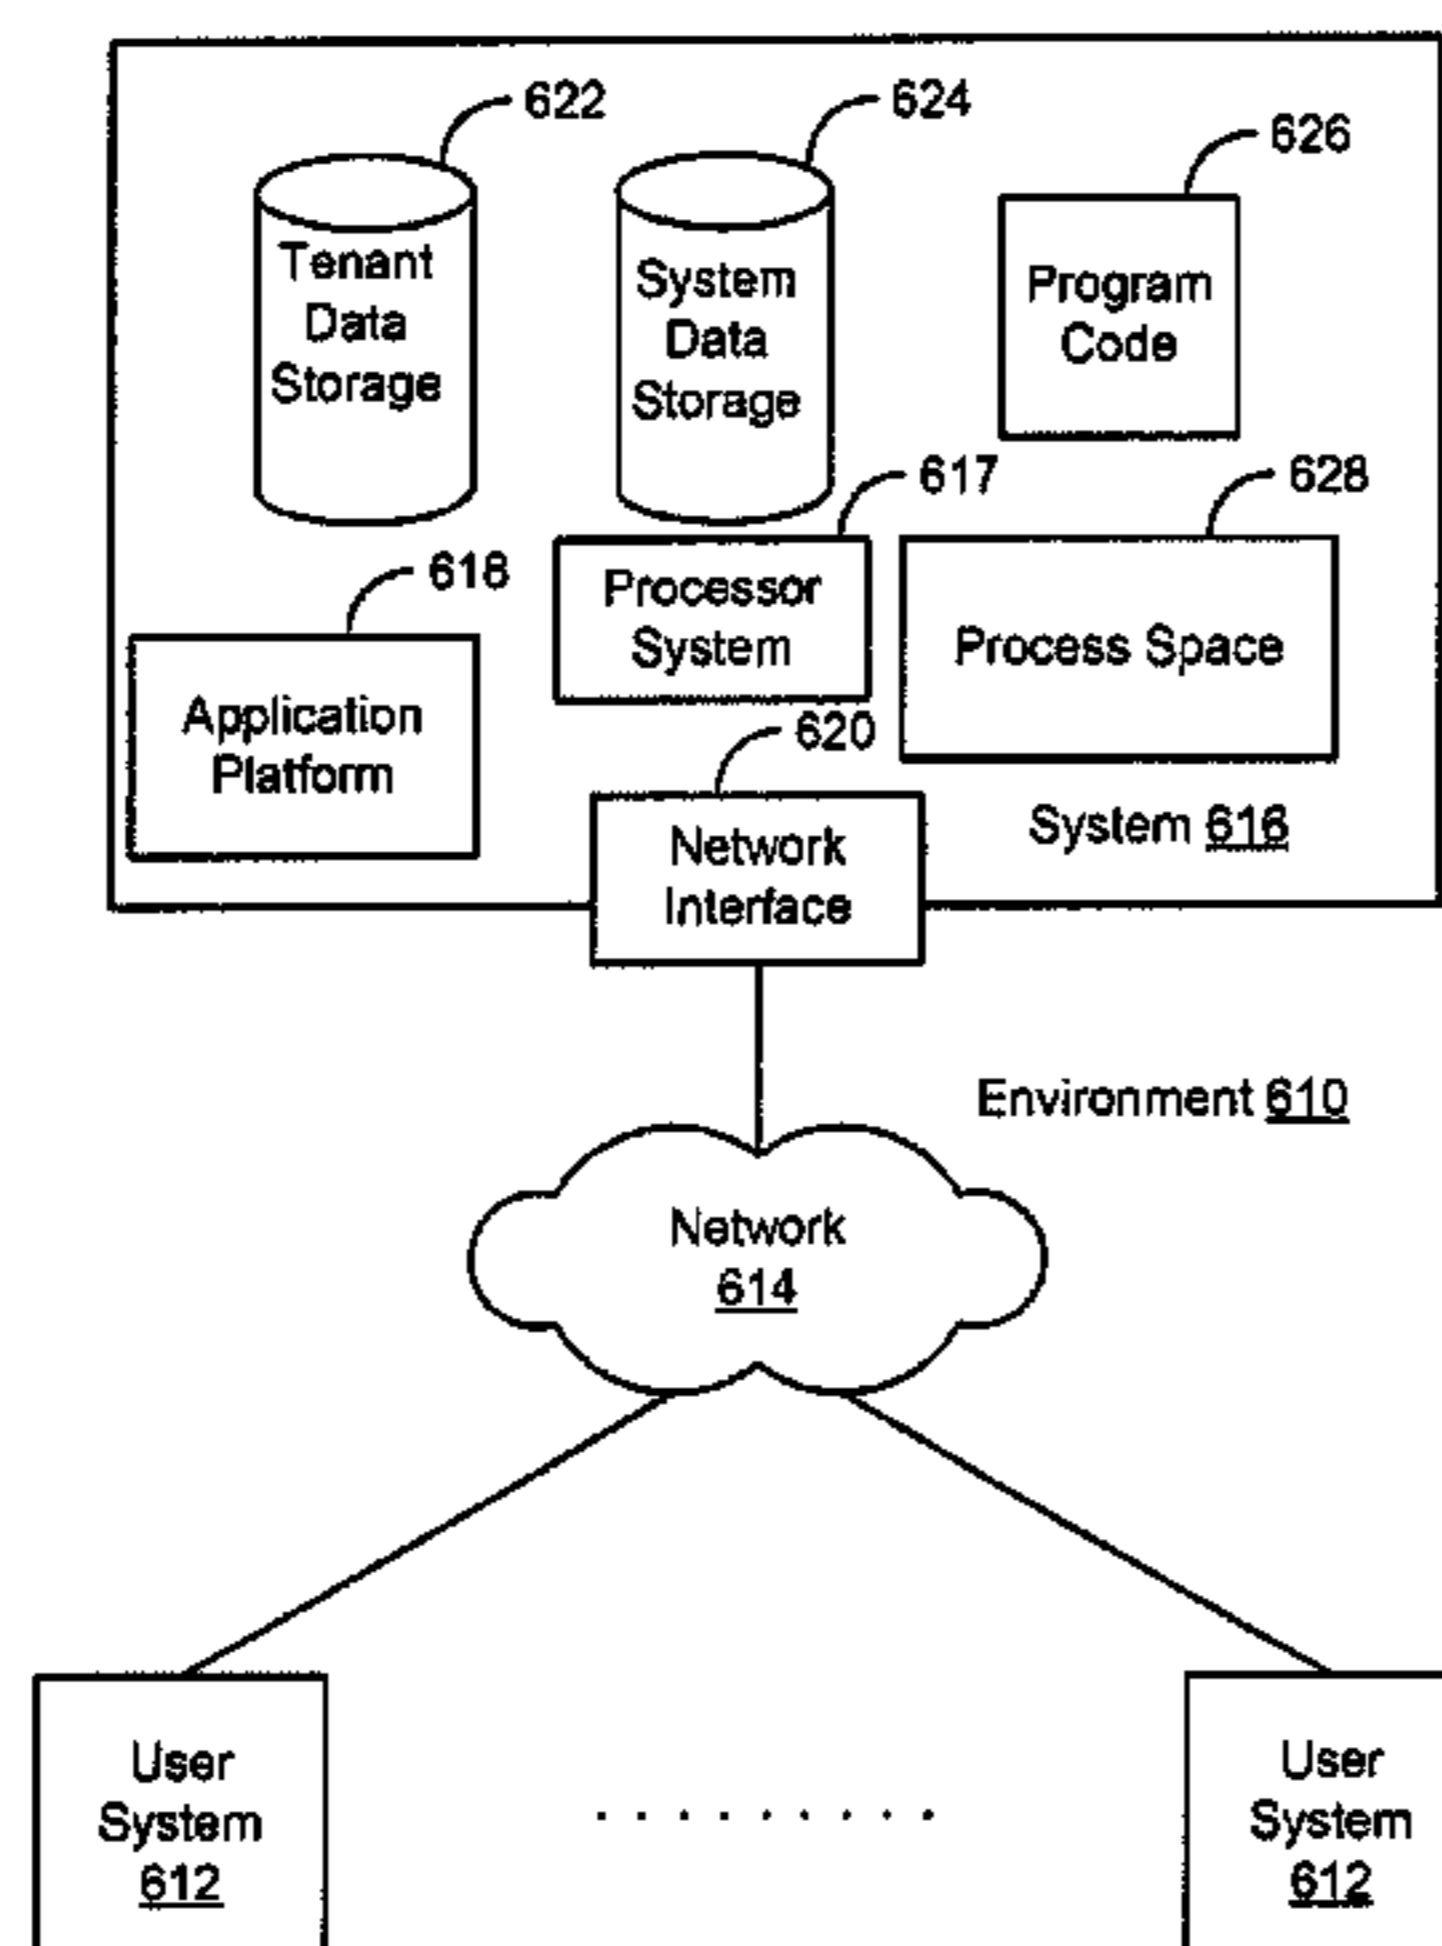 622
624
626
Tenant
Data
Storage
System
Data
Storage
Program
Code
617
628
618
Processor
System
Process Space
Application
Platform
620
System 616
Network
Interface
Environment 610
Network
614
User
System
612
User
System
612